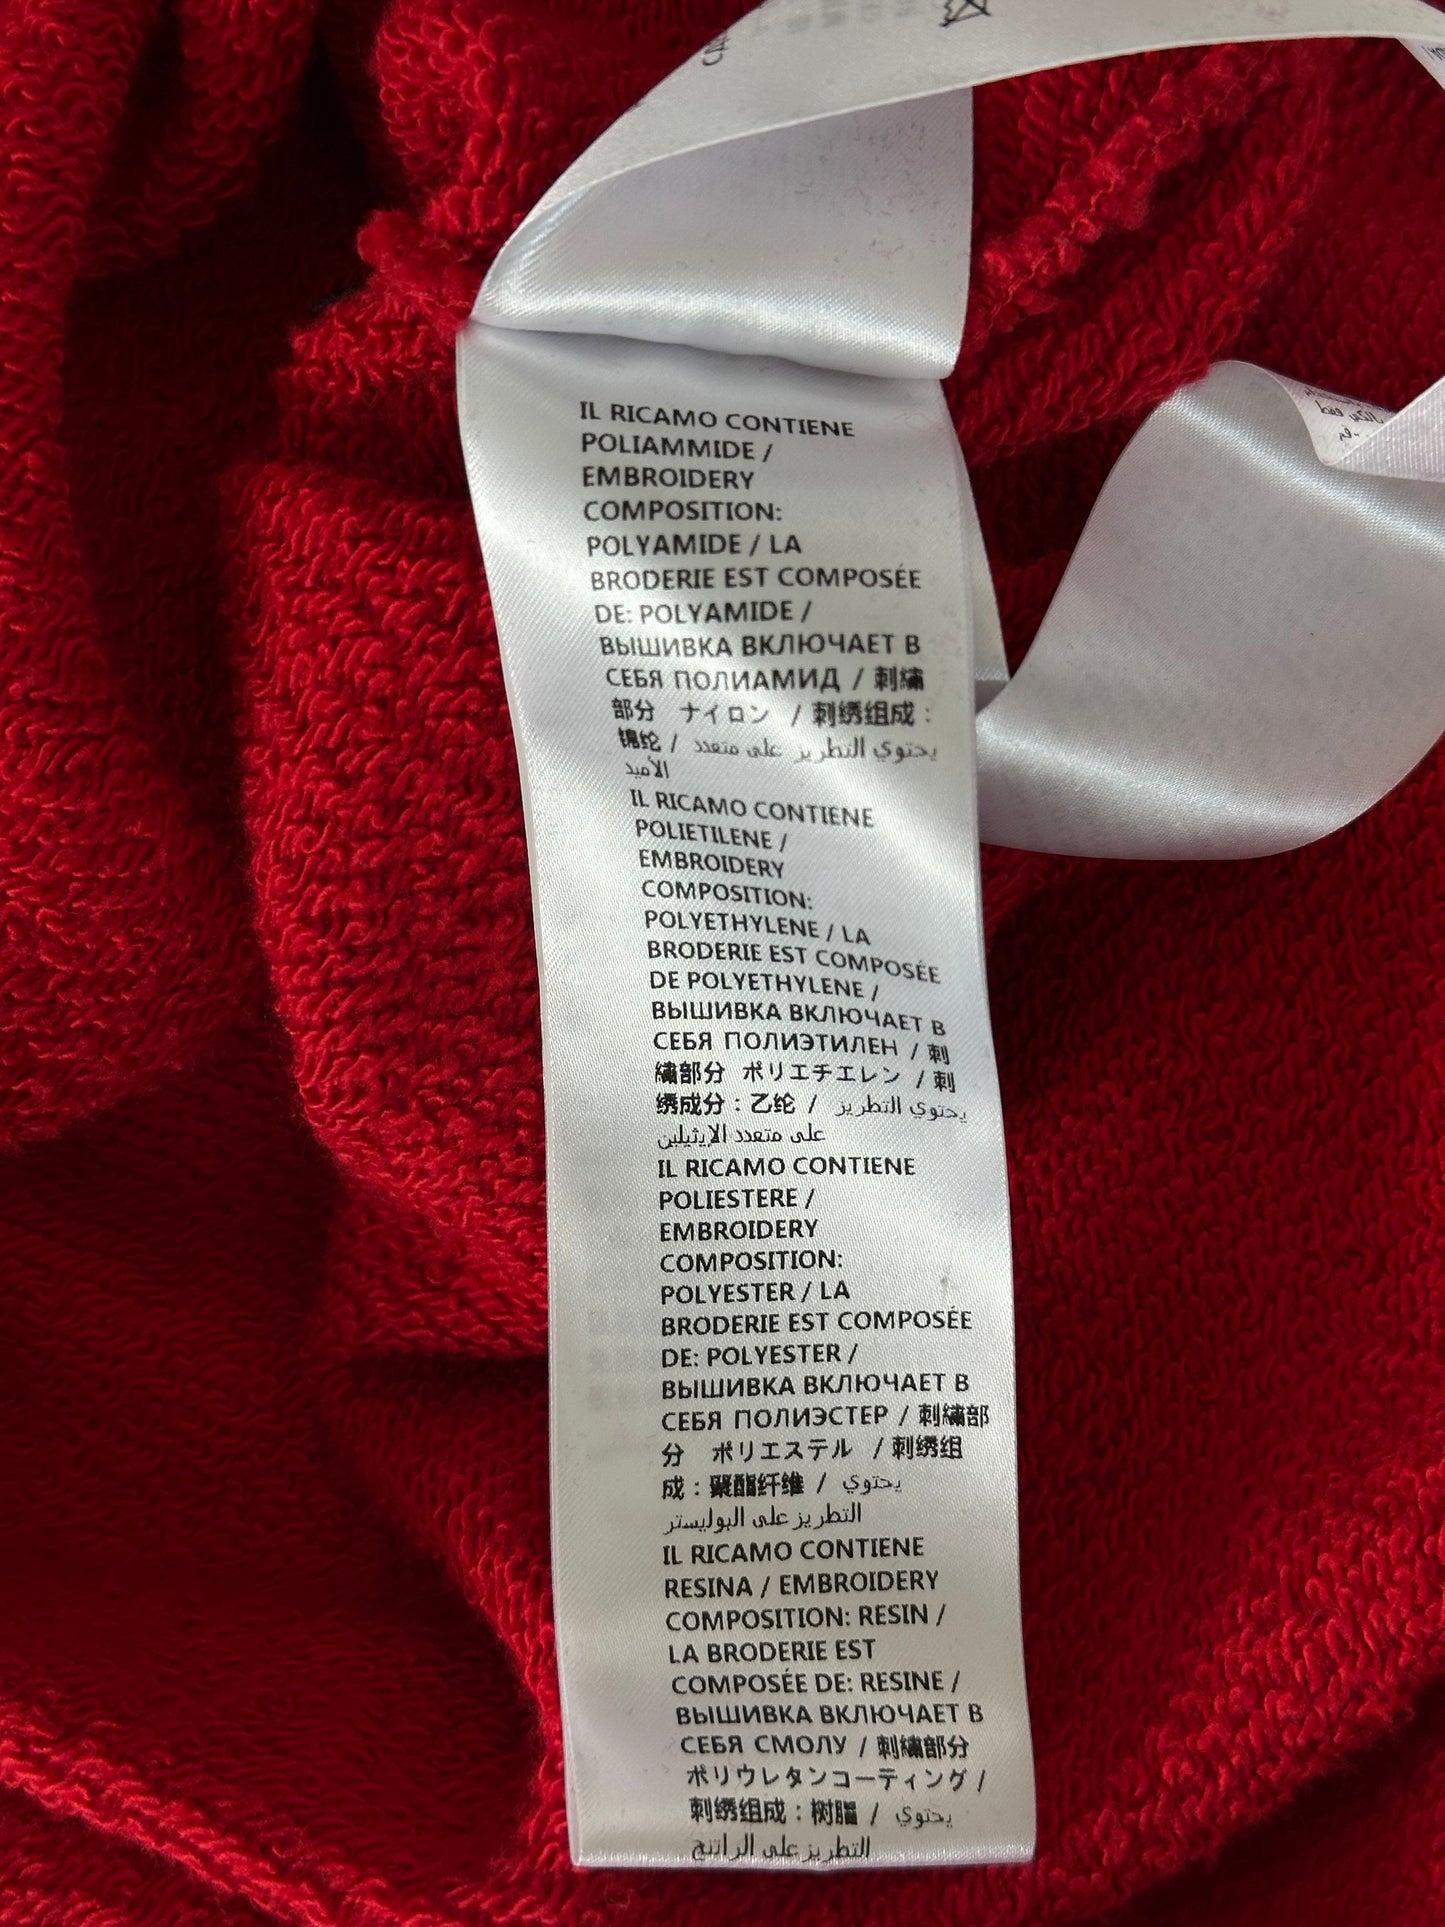 IL RICAMO CONTIENE
POLIAMMIDE /
EMBROIDERY
COMPOSITION:
POLYAMIDE / LA
BRODERIE EST COMPOSÉE
DE: POLYAMIDE /
ВЫШИВКА ВКЛЮЧАЕТ В
СЕБЯ ПОЛИАМИД / 刺繍
部分 ナイロン / 刺绣组成：
锦纶 / يحتوي التطريز على متعدد
الأميد
IL RICAMO CONTIENE
POLIETILENE /
EMBROIDERY
COMPOSITION:
POLYETHYLENE / LA
BRODERIE EST COMPOSÉE
DE POLYETHYLENE /
ВЫШИВКА ВКЛЮЧАЕТ В
СЕБЯ ПОЛИЭТИЛЕН / 刺
繍部分 ポリエチエレン / 刺
绣成分：乙纶 / يحتوي التطريز
على متعدد الإيثيلين
IL RICAMO CONTIENE
POLIESTERE /
EMBROIDERY
COMPOSITION:
POLYESTER / LA
BRODERIE EST COMPOSÉE
DE: POLYESTER /
ВЫШИВКА ВКЛЮЧАЕТ В
СЕБЯ ПОЛИЭСТЕР / 刺繍部
分 ポリエステル / 刺绣组
成：聚酯纤维 / يحتوي
التطريز على البوليستر
IL RICAMO CONTIENE
RESINA / EMBROIDERY
COMPOSITION: RESIN /
LA BRODERIE EST
COMPOSÉE DE: RESINE /
ВЫШИВКА ВКЛЮЧАЕТ В
СЕБЯ СМОЛУ / 刺繍部分
ポリウレタンコーティング /
刺绣组成：树脂 / يحتوي
التطريز على الراتنج